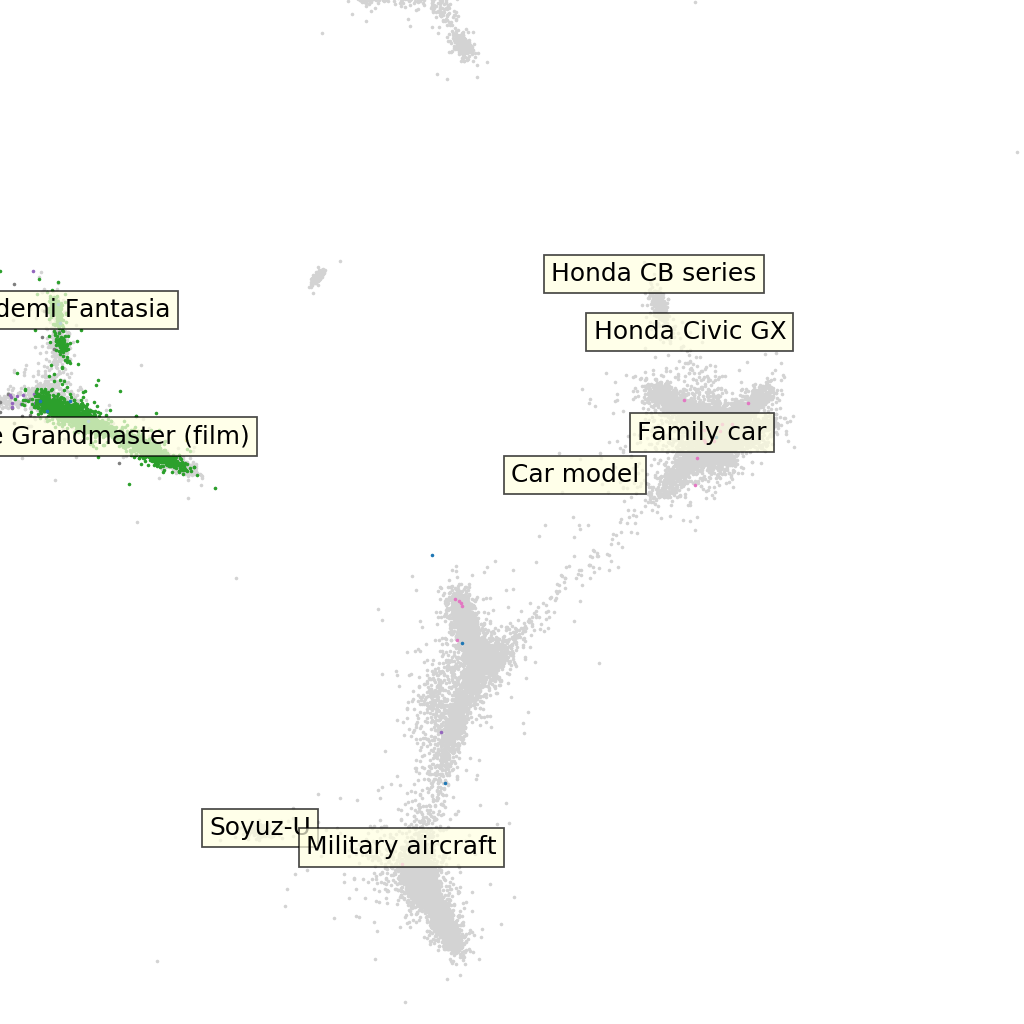 Honda CB series
demi Fantasia
Honda Civic GX
e Grandmaster (film)
Family car
Car model
Soyuz-U
Military aircraft